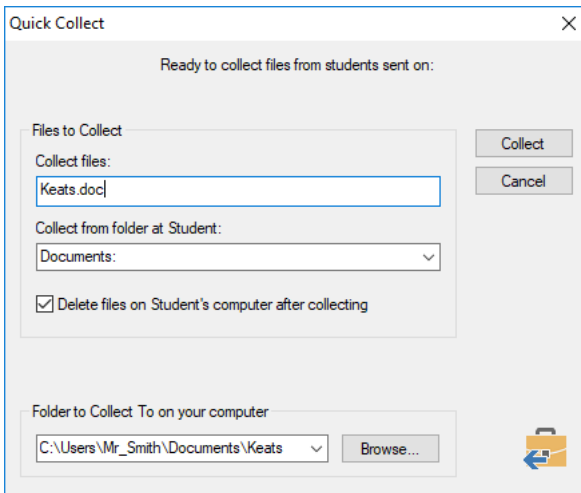 Quick Collect
Ready to collect files from students sent on:
Files to Collect
Collect files:
Keats.doc
Collect from folder at Student:
Documents:
Delete files on Student's computer after collecting
Collect
Cancel
Folder to Collect To on your computer
C:\Users\Mr_Smith\Documents\Keats
Browse...